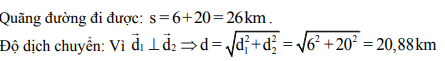 Quãng đường đi được: s = 6 + 20 = 26 km .
Độ dịch chuyển: Vì d⃗₁ ⊥ d⃗₂ ⇒ d = √(d₁² + d₂²) = √(6² + 20²) = 20,88 km